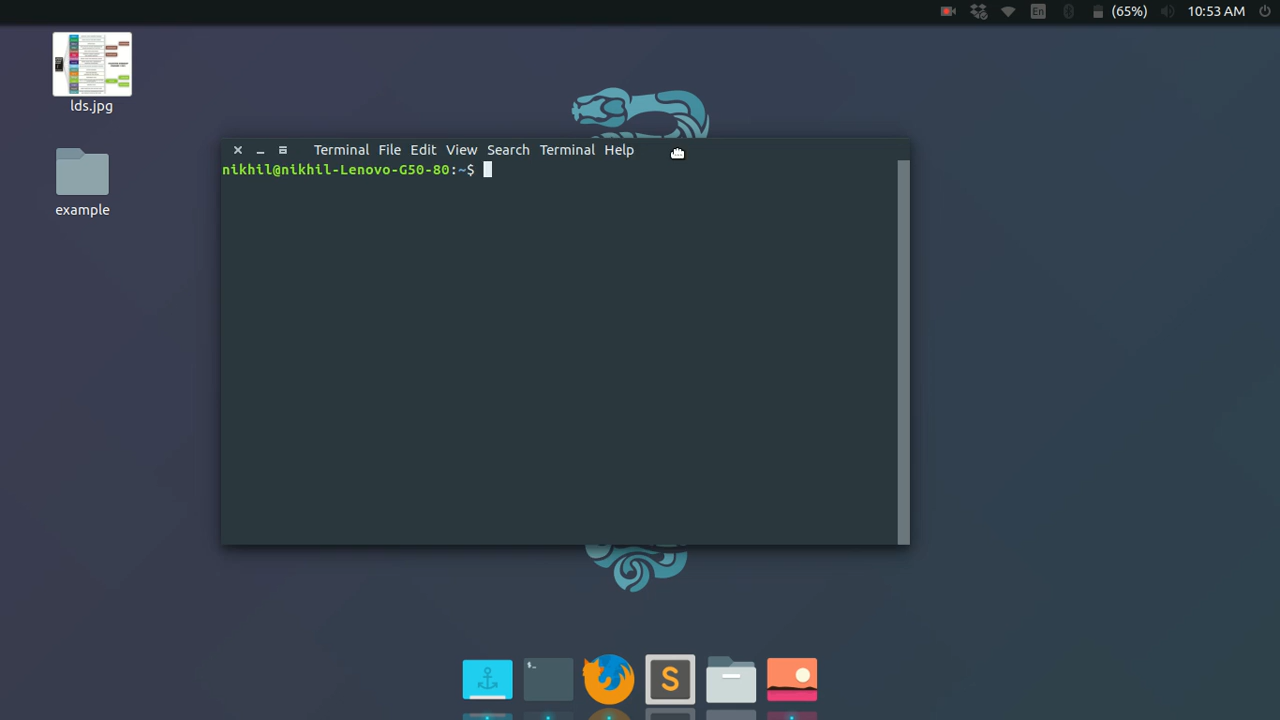 En (65%) 10:53 AM
lds.jpg
example
Terminal File Edit View Search Terminal Help
nikhil@nikhil-Lenovo-G50-80:~$
$_
S